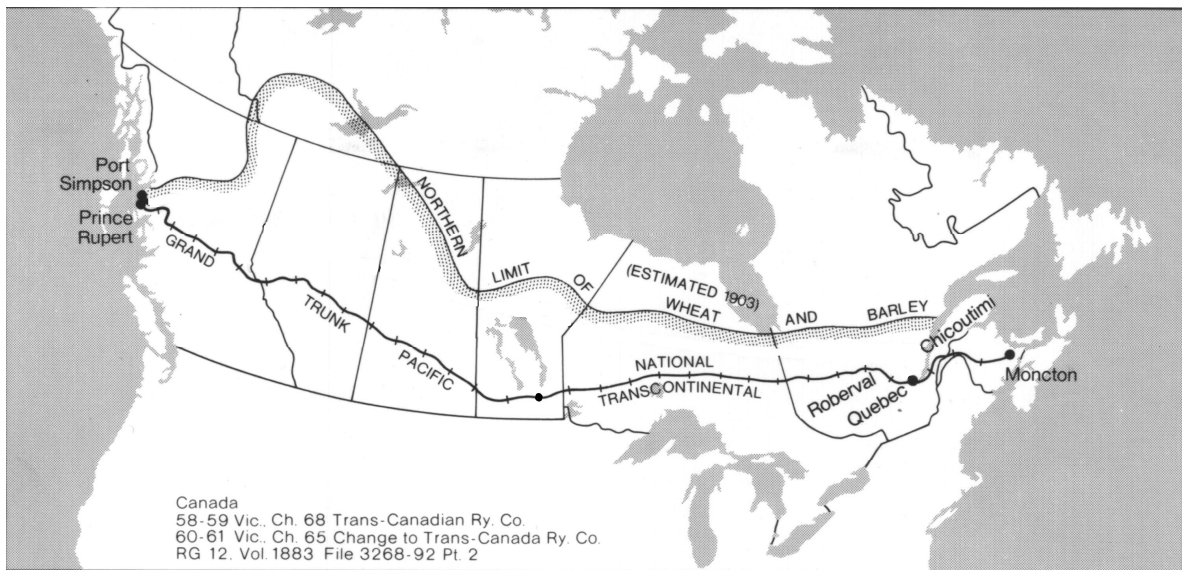 Port
Simpson
Prince
Rupert
GRAND
TRUNK
PACIFIC
NORTHERN
LIMIT
OF
(ESTIMATED 1903)
WHEAT
AND
BARLEY
NATIONAL
TRANSCONTINENTAL
Chicoutimi
Roberval
Quebec
Moncton
Canada
58-59 Vic., Ch. 68 Trans-Canadian Ry. Co.
60-61 Vic., Ch. 65 Change to Trans-Canada Ry. Co.
RG 12. Vol. 1883 File 3268-92 Pt. 2